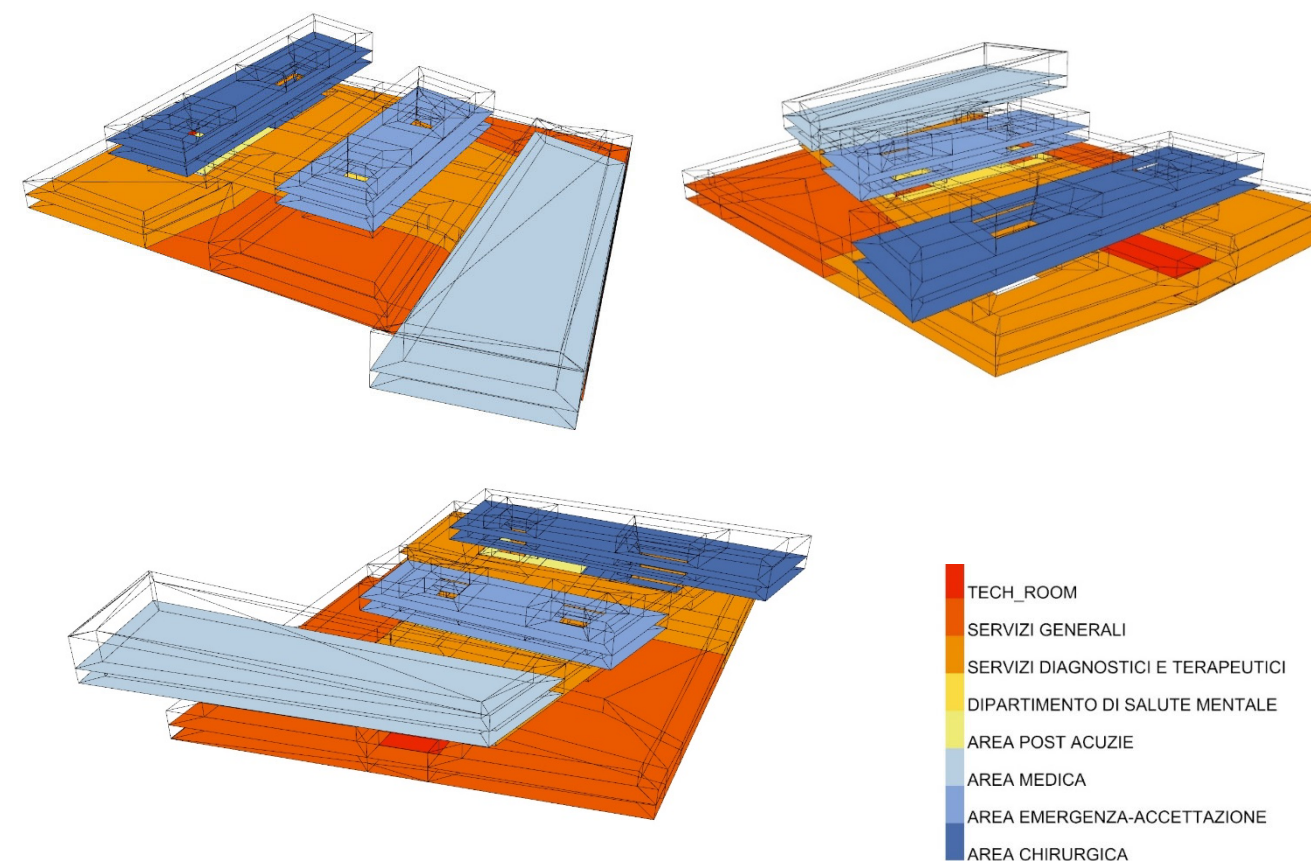 TECH_ROOM
SERVIZI GENERALI
SERVIZI DIAGNOSTICI E TERAPEUTICI
DIPARTIMENTO DI SALUTE MENTALE
AREA POST ACUZIE
AREA MEDICA
AREA EMERGENZA-ACCETTAZIONE
AREA CHIRURGICA